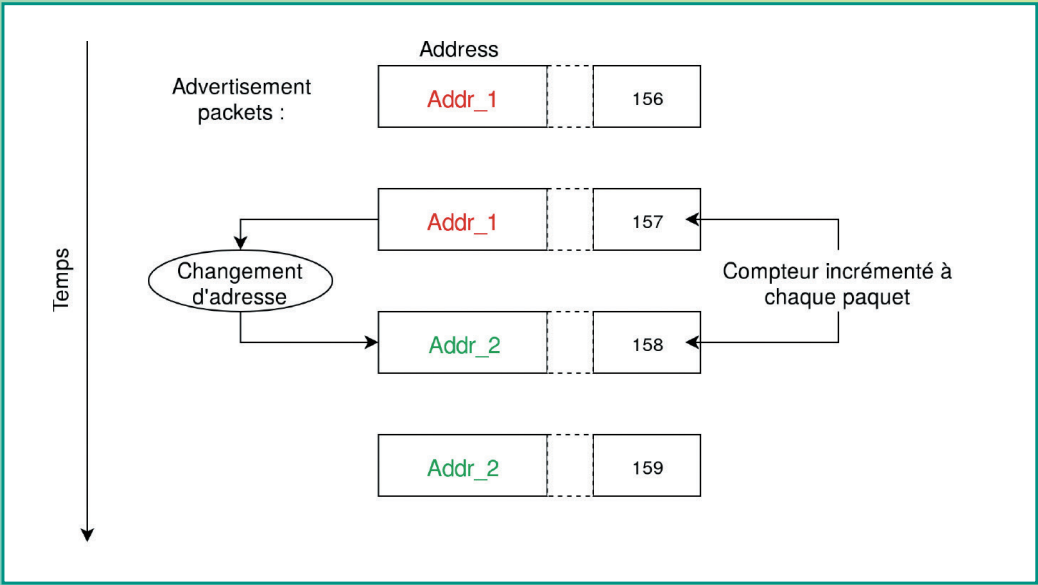 Address
Advertisement
packets :
Addr_1
156
Addr_1
157
Changement
d'adresse
Temps
Compteur incrémenté à
chaque paquet
Addr_2
158
Addr_2
159